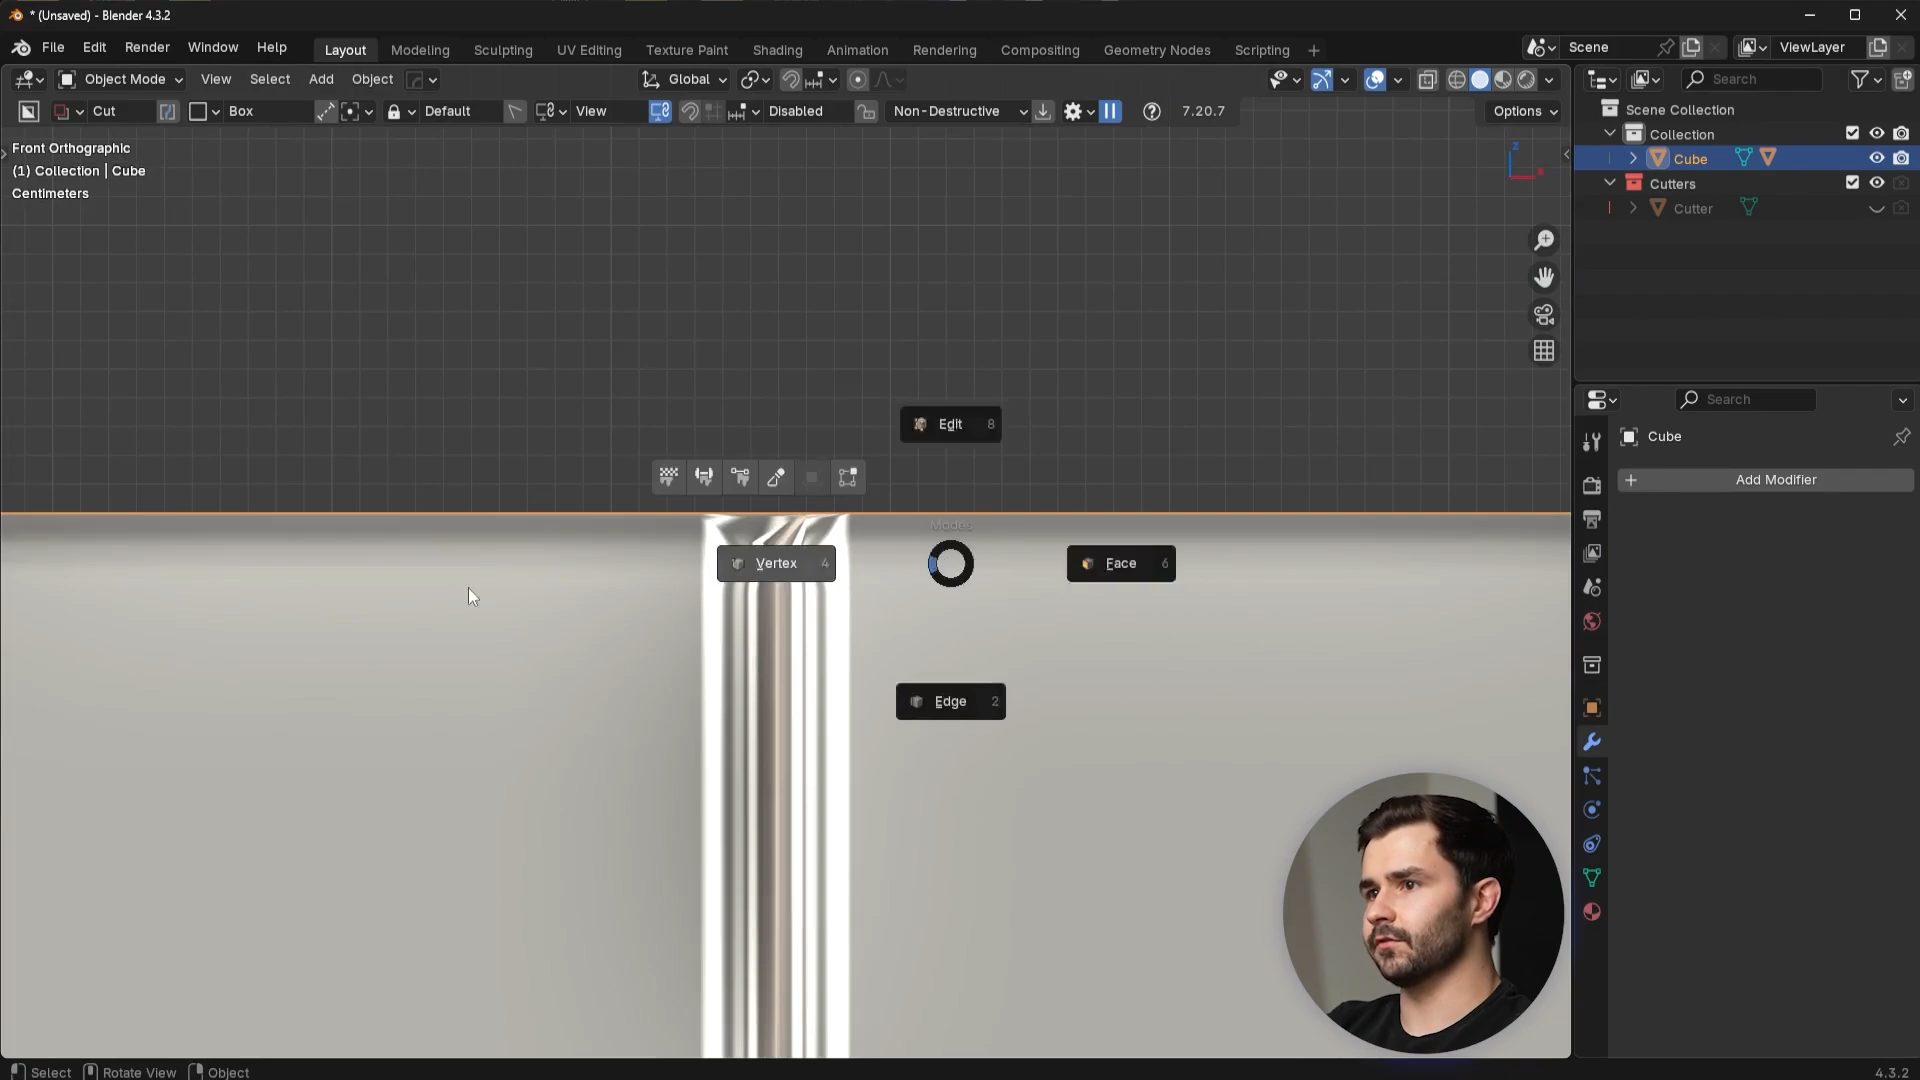 * (Unsaved) - Blender 4.3.2
File Edit Render Window Help Layout Modeling Sculpting UV Editing Texture Paint Shading Animation Rendering Compositing Geometry Nodes Scripting + Scene ViewLayer
Object Mode View Select Add Object Global Search
Cut Box Default View Disabled Non-Destructive 7.20.7 Options
Scene Collection
Collection
Cube
Cutters
Cutter
Front Orthographic
(1) Collection | Cube
Centimeters
Z
Search
Cube
+ Add Modifier
Edit 8
Modes
Vertex 4
Face 6
Edge 2
Select Rotate View Object 4.3.2